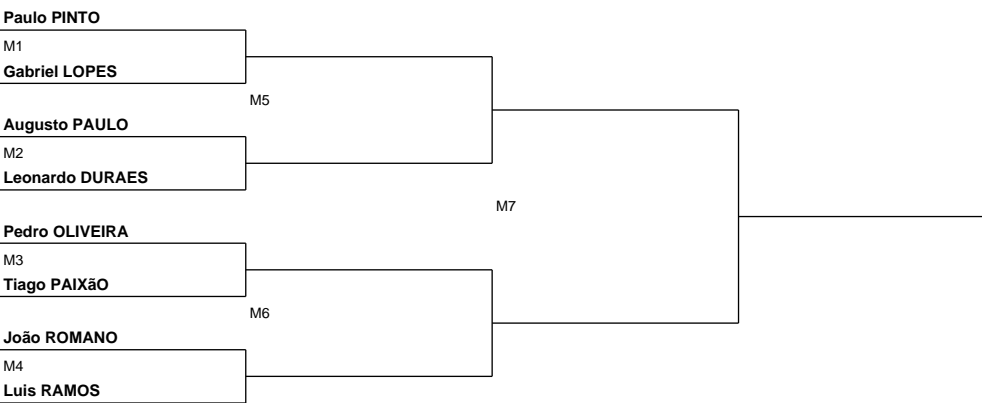 Paulo PINTO
M1
Gabriel LOPES
M5
Augusto PAULO
M2
Leonardo DURAES
M7
Pedro OLIVEIRA
M3
Tiago PAIXãO
M6
João ROMANO
M4
Luis RAMOS